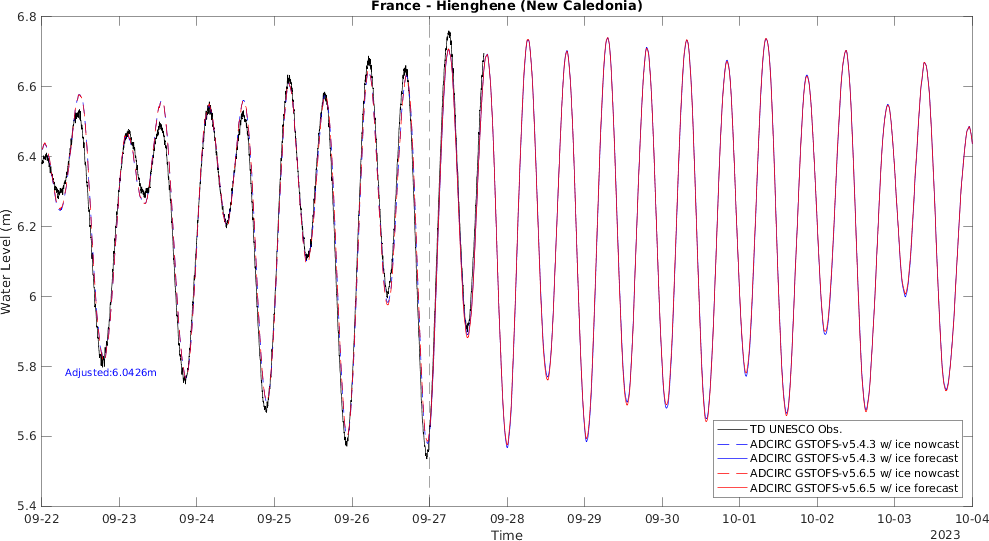 France - Hienghene (New Caledonia)
6.8
6.6
6.4
6.2
6
5.8
5.6
5.4
Water Level (m)
Adjusted:6.0426m
TD UNESCO Obs.
ADCIRC GSTOFS-v5.4.3 w/ ice nowcast
ADCIRC GSTOFS-v5.4.3 w/ ice forecast
ADCIRC GSTOFS-v5.6.5 w/ ice nowcast
ADCIRC GSTOFS-v5.6.5 w/ ice forecast
09-22 09-23 09-24 09-25 09-26 09-27 09-28 09-29 09-30 10-01 10-02 10-03 10-04
Time
2023